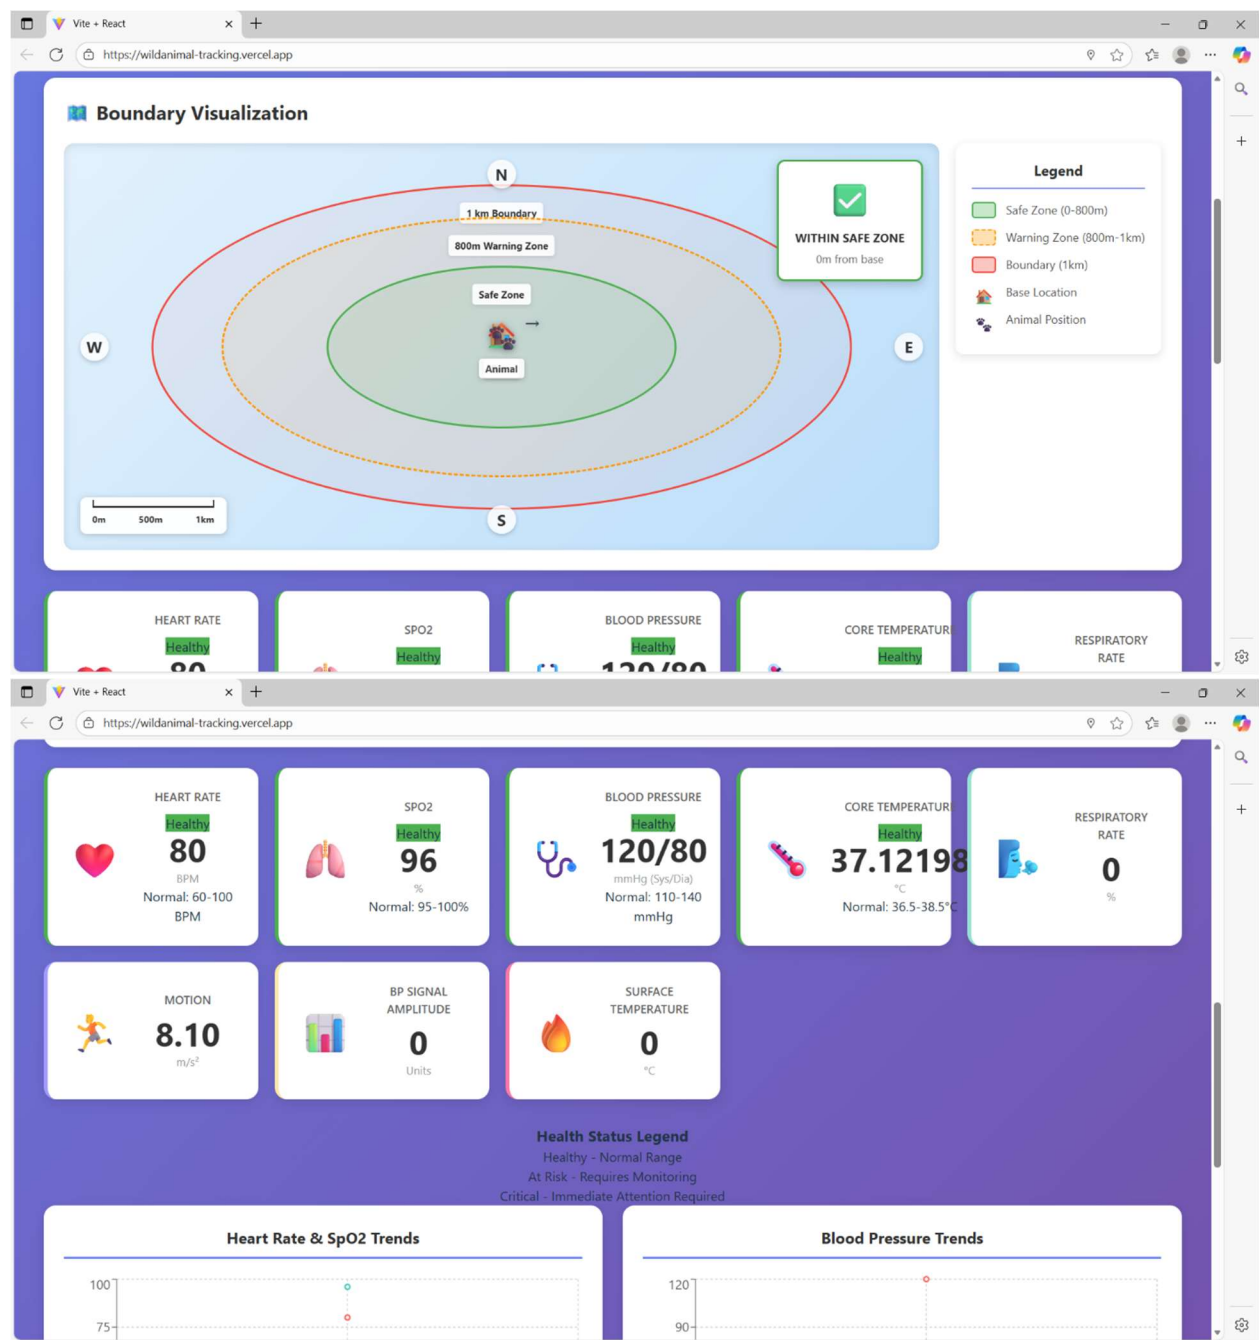 Vite + React
https://wildanimal-tracking.vercel.app
Boundary Visualization
N
1 km Boundary
800m Warning Zone
Safe Zone
Animal
W
E
S
WITHIN SAFE ZONE
0m from base
0m 500m 1km
Legend
Safe Zone (0-800m)
Warning Zone (800m-1km)
Boundary (1km)
Base Location
Animal Position
HEART RATE
Healthy
80
SPO2
Healthy
BLOOD PRESSURE
Healthy
120/80
CORE TEMPERATURE
Healthy
RESPIRATORY
RATE
Vite + React
https://wildanimal-tracking.vercel.app
HEART RATE
Healthy
80
BPM
Normal: 60-100
BPM
SPO2
Healthy
96
%
Normal: 95-100%
BLOOD PRESSURE
Healthy
120/80
mmHg (Sys/Dia)
Normal: 110-140
mmHg
CORE TEMPERATURE
Healthy
37.12198
°C
Normal: 36.5-38.5°C
RESPIRATORY
RATE
0
%
MOTION
8.10
m/s²
BP SIGNAL
AMPLITUDE
0
Units
SURFACE
TEMPERATURE
0
°C
Health Status Legend
Healthy - Normal Range
At Risk - Requires Monitoring
Critical - Immediate Attention Required
Heart Rate & SpO2 Trends
100
75
Blood Pressure Trends
120
90